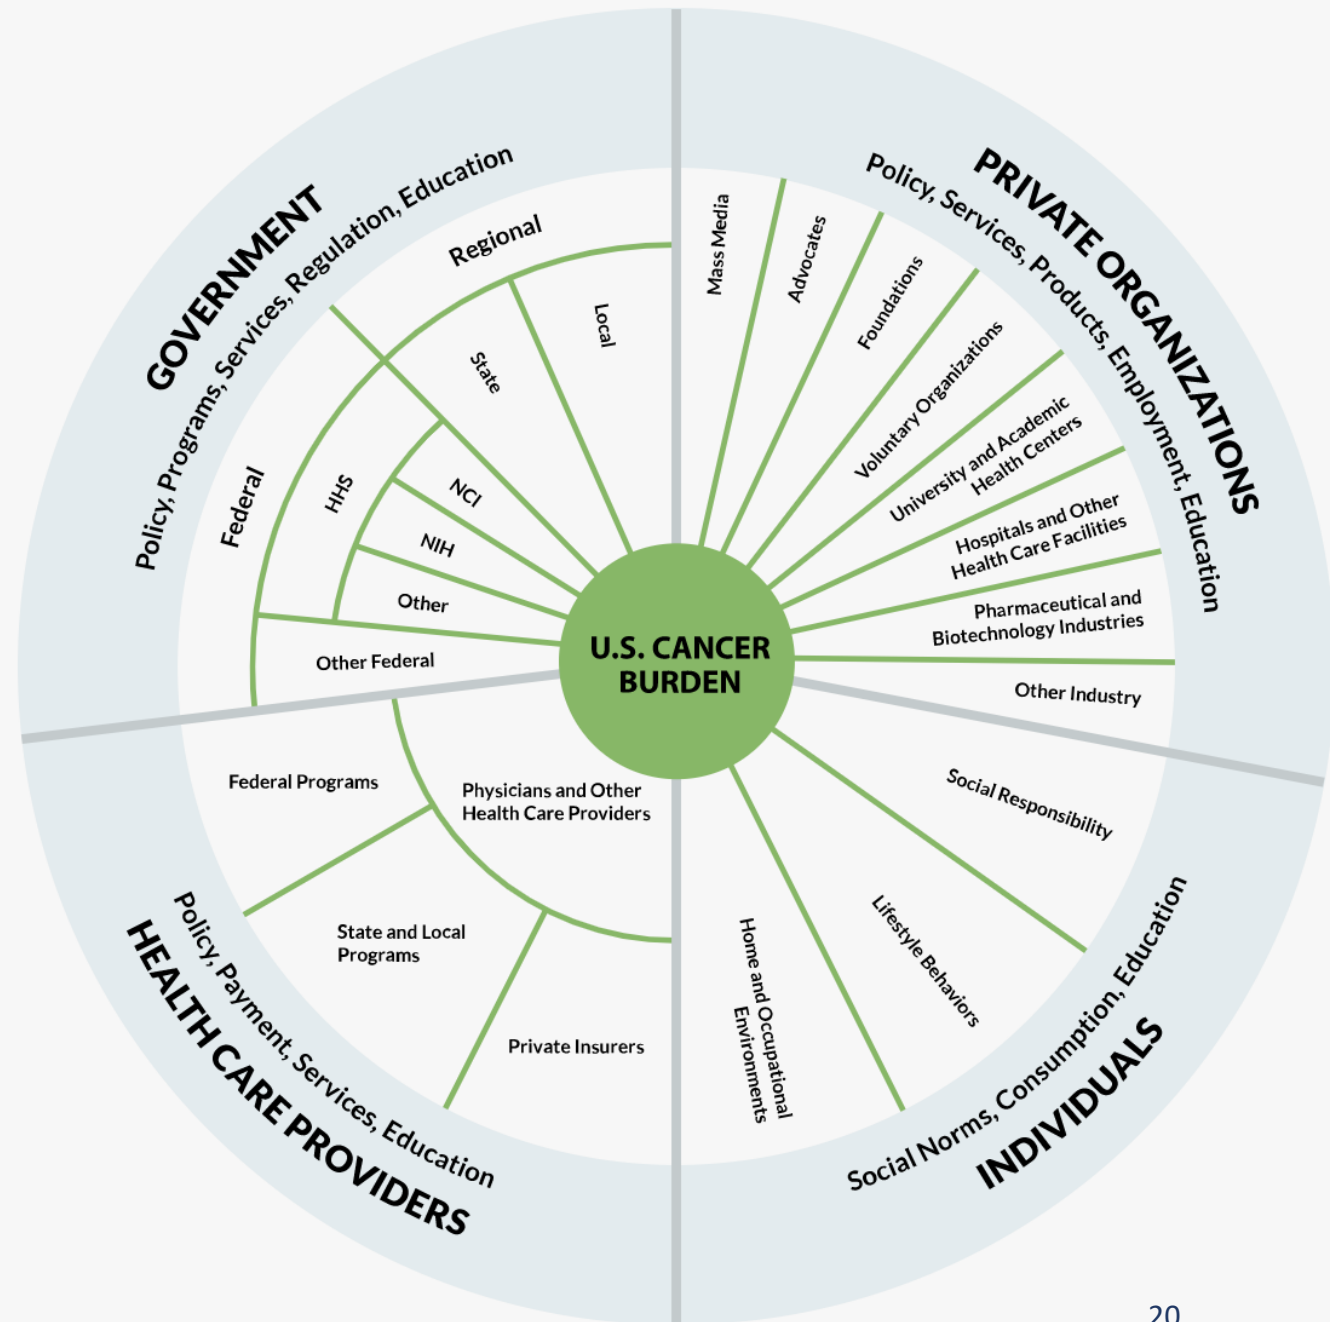 GOVERNMENT
Policy, Programs, Services, Regulation, Education
Regional
Local
State
Federal
HHS
NCI
NIH
Other
Other Federal
PRIVATE ORGANIZATIONS
Policy, Services, Products, Employment, Education
Mass Media
Advocates
Foundations
Voluntary Organizations
University and Academic
Health Centers
Hospitals and Other
Health Care Facilities
Pharmaceutical and
Biotechnology Industries
Other Industry
U.S. CANCER
BURDEN
Federal Programs
Physicians and Other
Health Care Providers
State and Local
Programs
Private Insurers
Policy, Payment, Services, Education
HEALTH CARE PROVIDERS
Social Responsibility
Lifestyle Behaviors
Home and Occupational
Environments
Social Norms, Consumption, Education
INDIVIDUALS
20